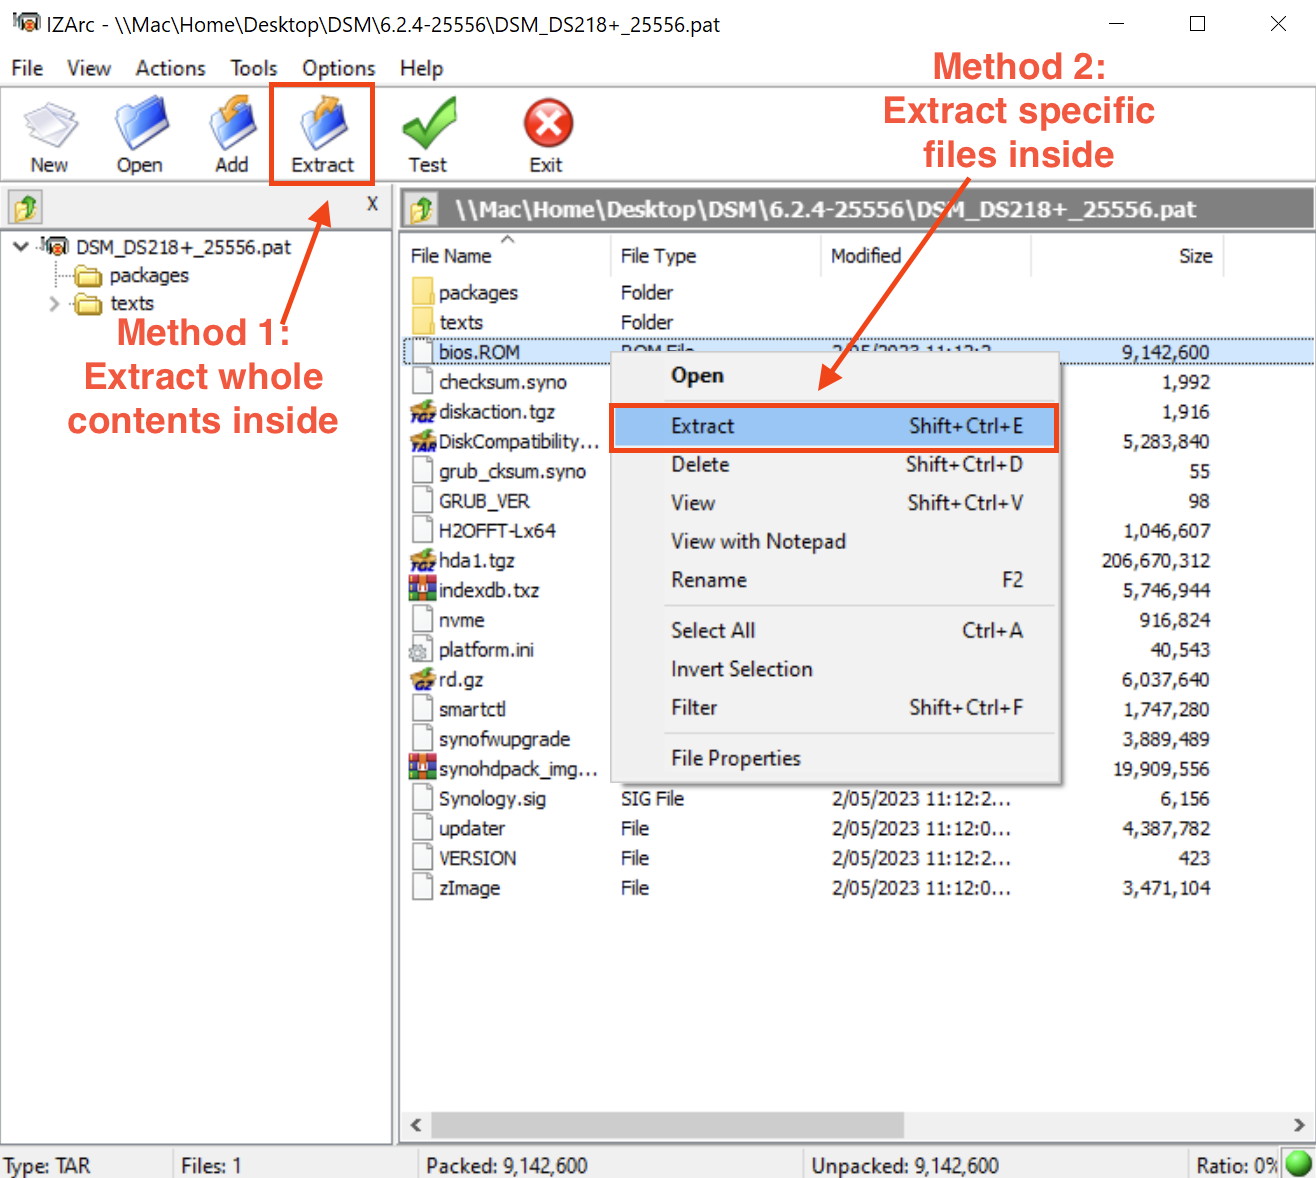 IZArc - \\Mac\Home\Desktop\DSM\6.2.4-25556\DSM_DS218+_25556.pat
File View Actions Tools Options Help
New Open Add Extract Test Exit
Method 2:
Extract specific
files inside
X
\\Mac\Home\Desktop\DSM\6.2.4-25556\DSM_DS218+_25556.pat
DSM_DS218+_25556.pat
packages
texts
Method 1:
Extract whole
contents inside
File Name File Type Modified Size
packages Folder
texts Folder
bios.ROM ROM File 2/05/2023 11:12:2... 9,142,600
checksum.syno 1,992
diskaction.tgz 1,916
DiskCompatibility... 5,283,840
grub_cksum.syno 55
GRUB_VER 98
H2OFFT-Lx64 1,046,607
hda1.tgz 206,670,312
indexdb.txz 5,746,944
nvme 916,824
platform.ini 40,543
rd.gz 6,037,640
smartctl 1,747,280
synofwupgrade 3,889,489
synohdpack_img... 19,909,556
Synology.sig SIG File 2/05/2023 11:12:2... 6,156
updater File 2/05/2023 11:12:0... 4,387,782
VERSION File 2/05/2023 11:12:2... 423
zImage File 2/05/2023 11:12:0... 3,471,104
Open
Extract Shift+Ctrl+E
Delete Shift+Ctrl+D
View Shift+Ctrl+V
View with Notepad
Rename F2
Select All Ctrl+A
Invert Selection
Filter Shift+Ctrl+F
File Properties
Type: TAR Files: 1 Packed: 9,142,600 Unpacked: 9,142,600 Ratio: 0%